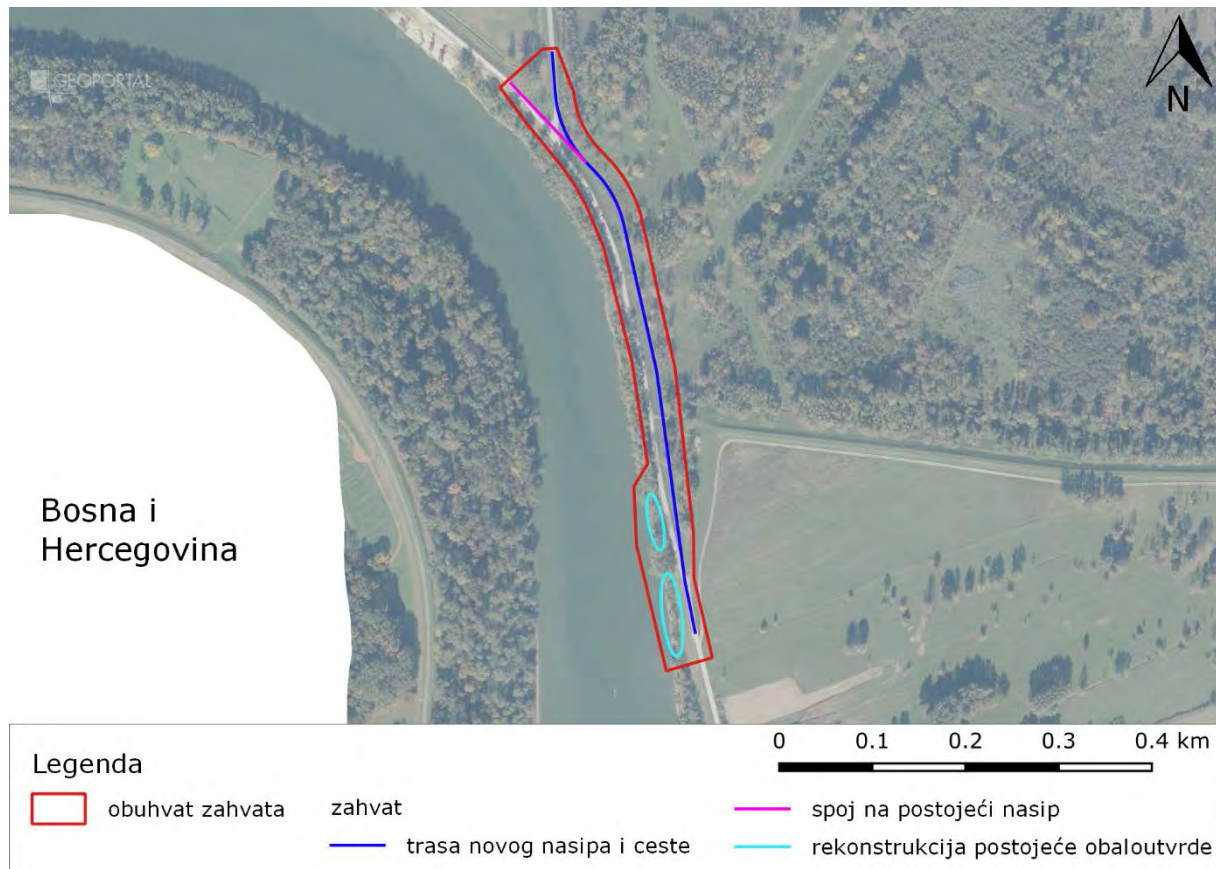 GEOPORTAL
N
Bosna i
Hercegovina
0 0.1 0.2 0.3 0.4 km
Legenda
obuhvat zahvata
zahvat
trasa novog nasipa i ceste
spoj na postojeći nasip
rekonstrukcija postojeće obaloutvrde